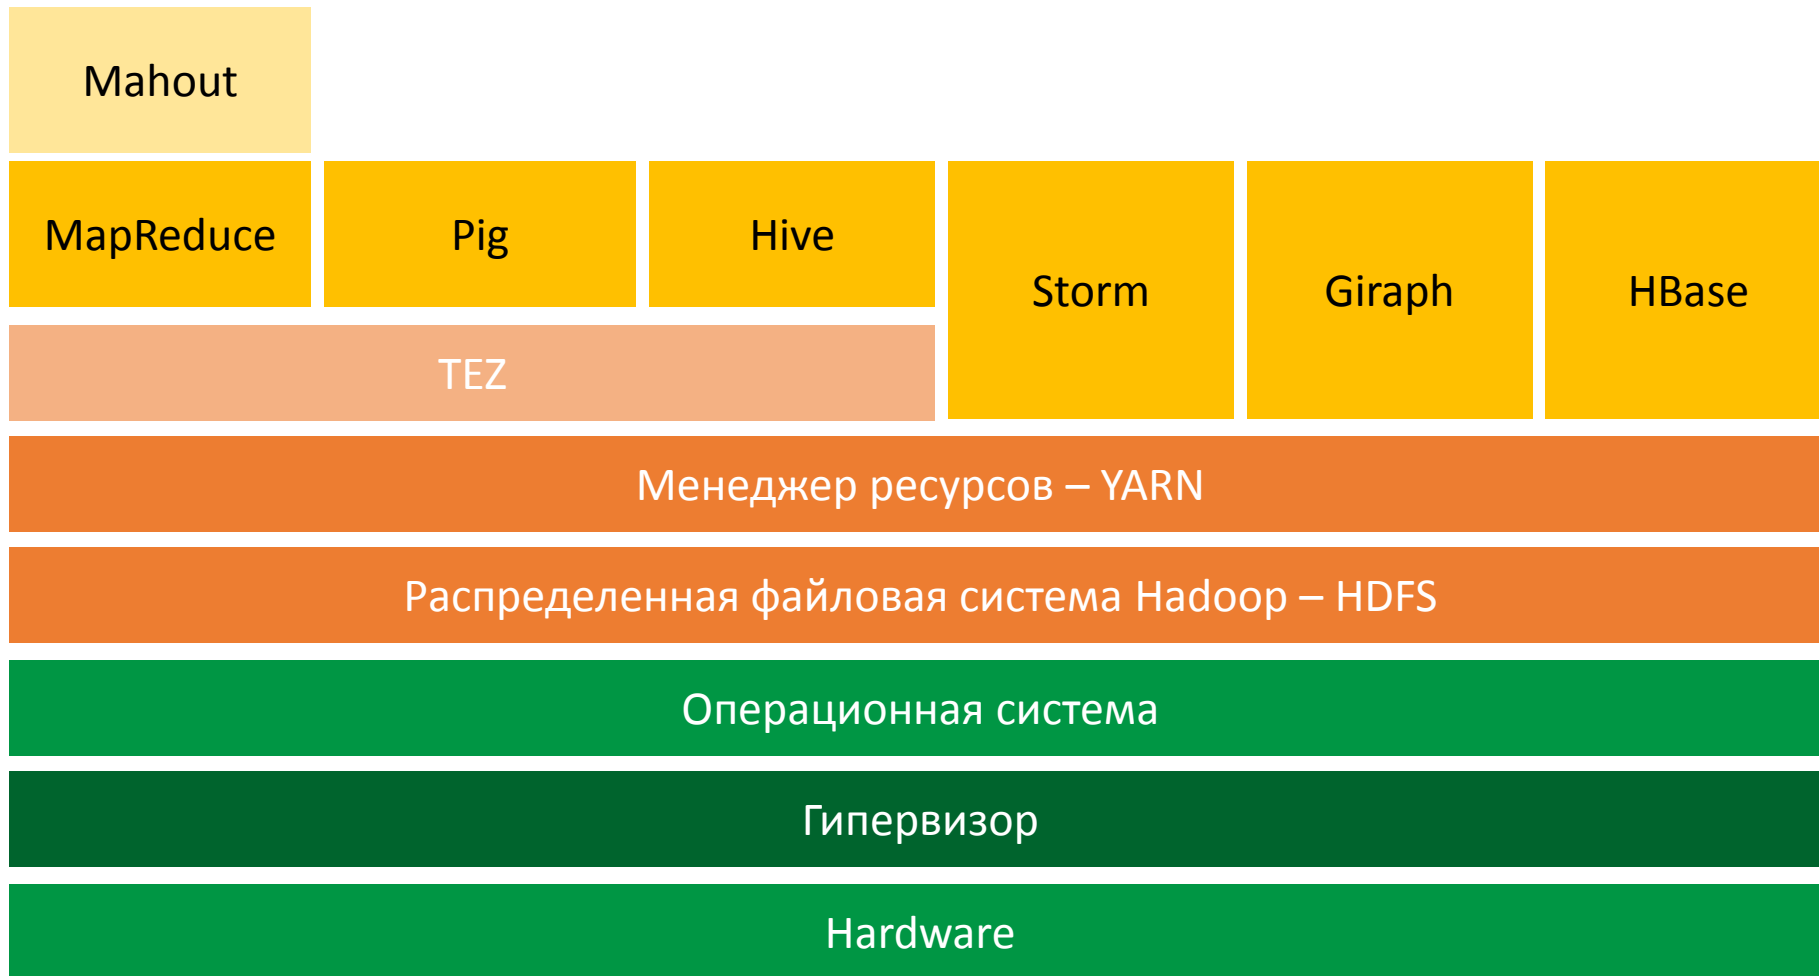 Mahout
MapReduce
Pig
Hive
Storm
Giraph
HBase
TEZ
Менеджер ресурсов – YARN
Распределенная файловая система Hadoop – HDFS
Операционная система
Гипервизор
Hardware